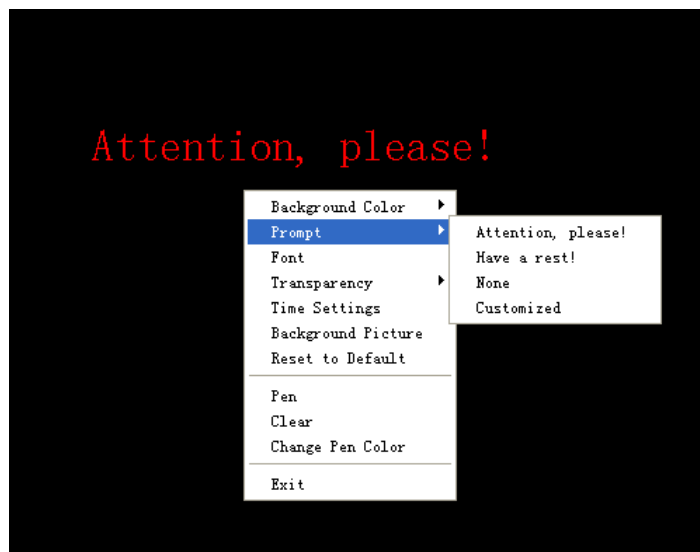 Attention, please!
Background Color
Prompt
Font
Transparency
Time Settings
Background Picture
Reset to Default
Pen
Clear
Change Pen Color
Exit
Attention, please!
Have a rest!
None
Customized